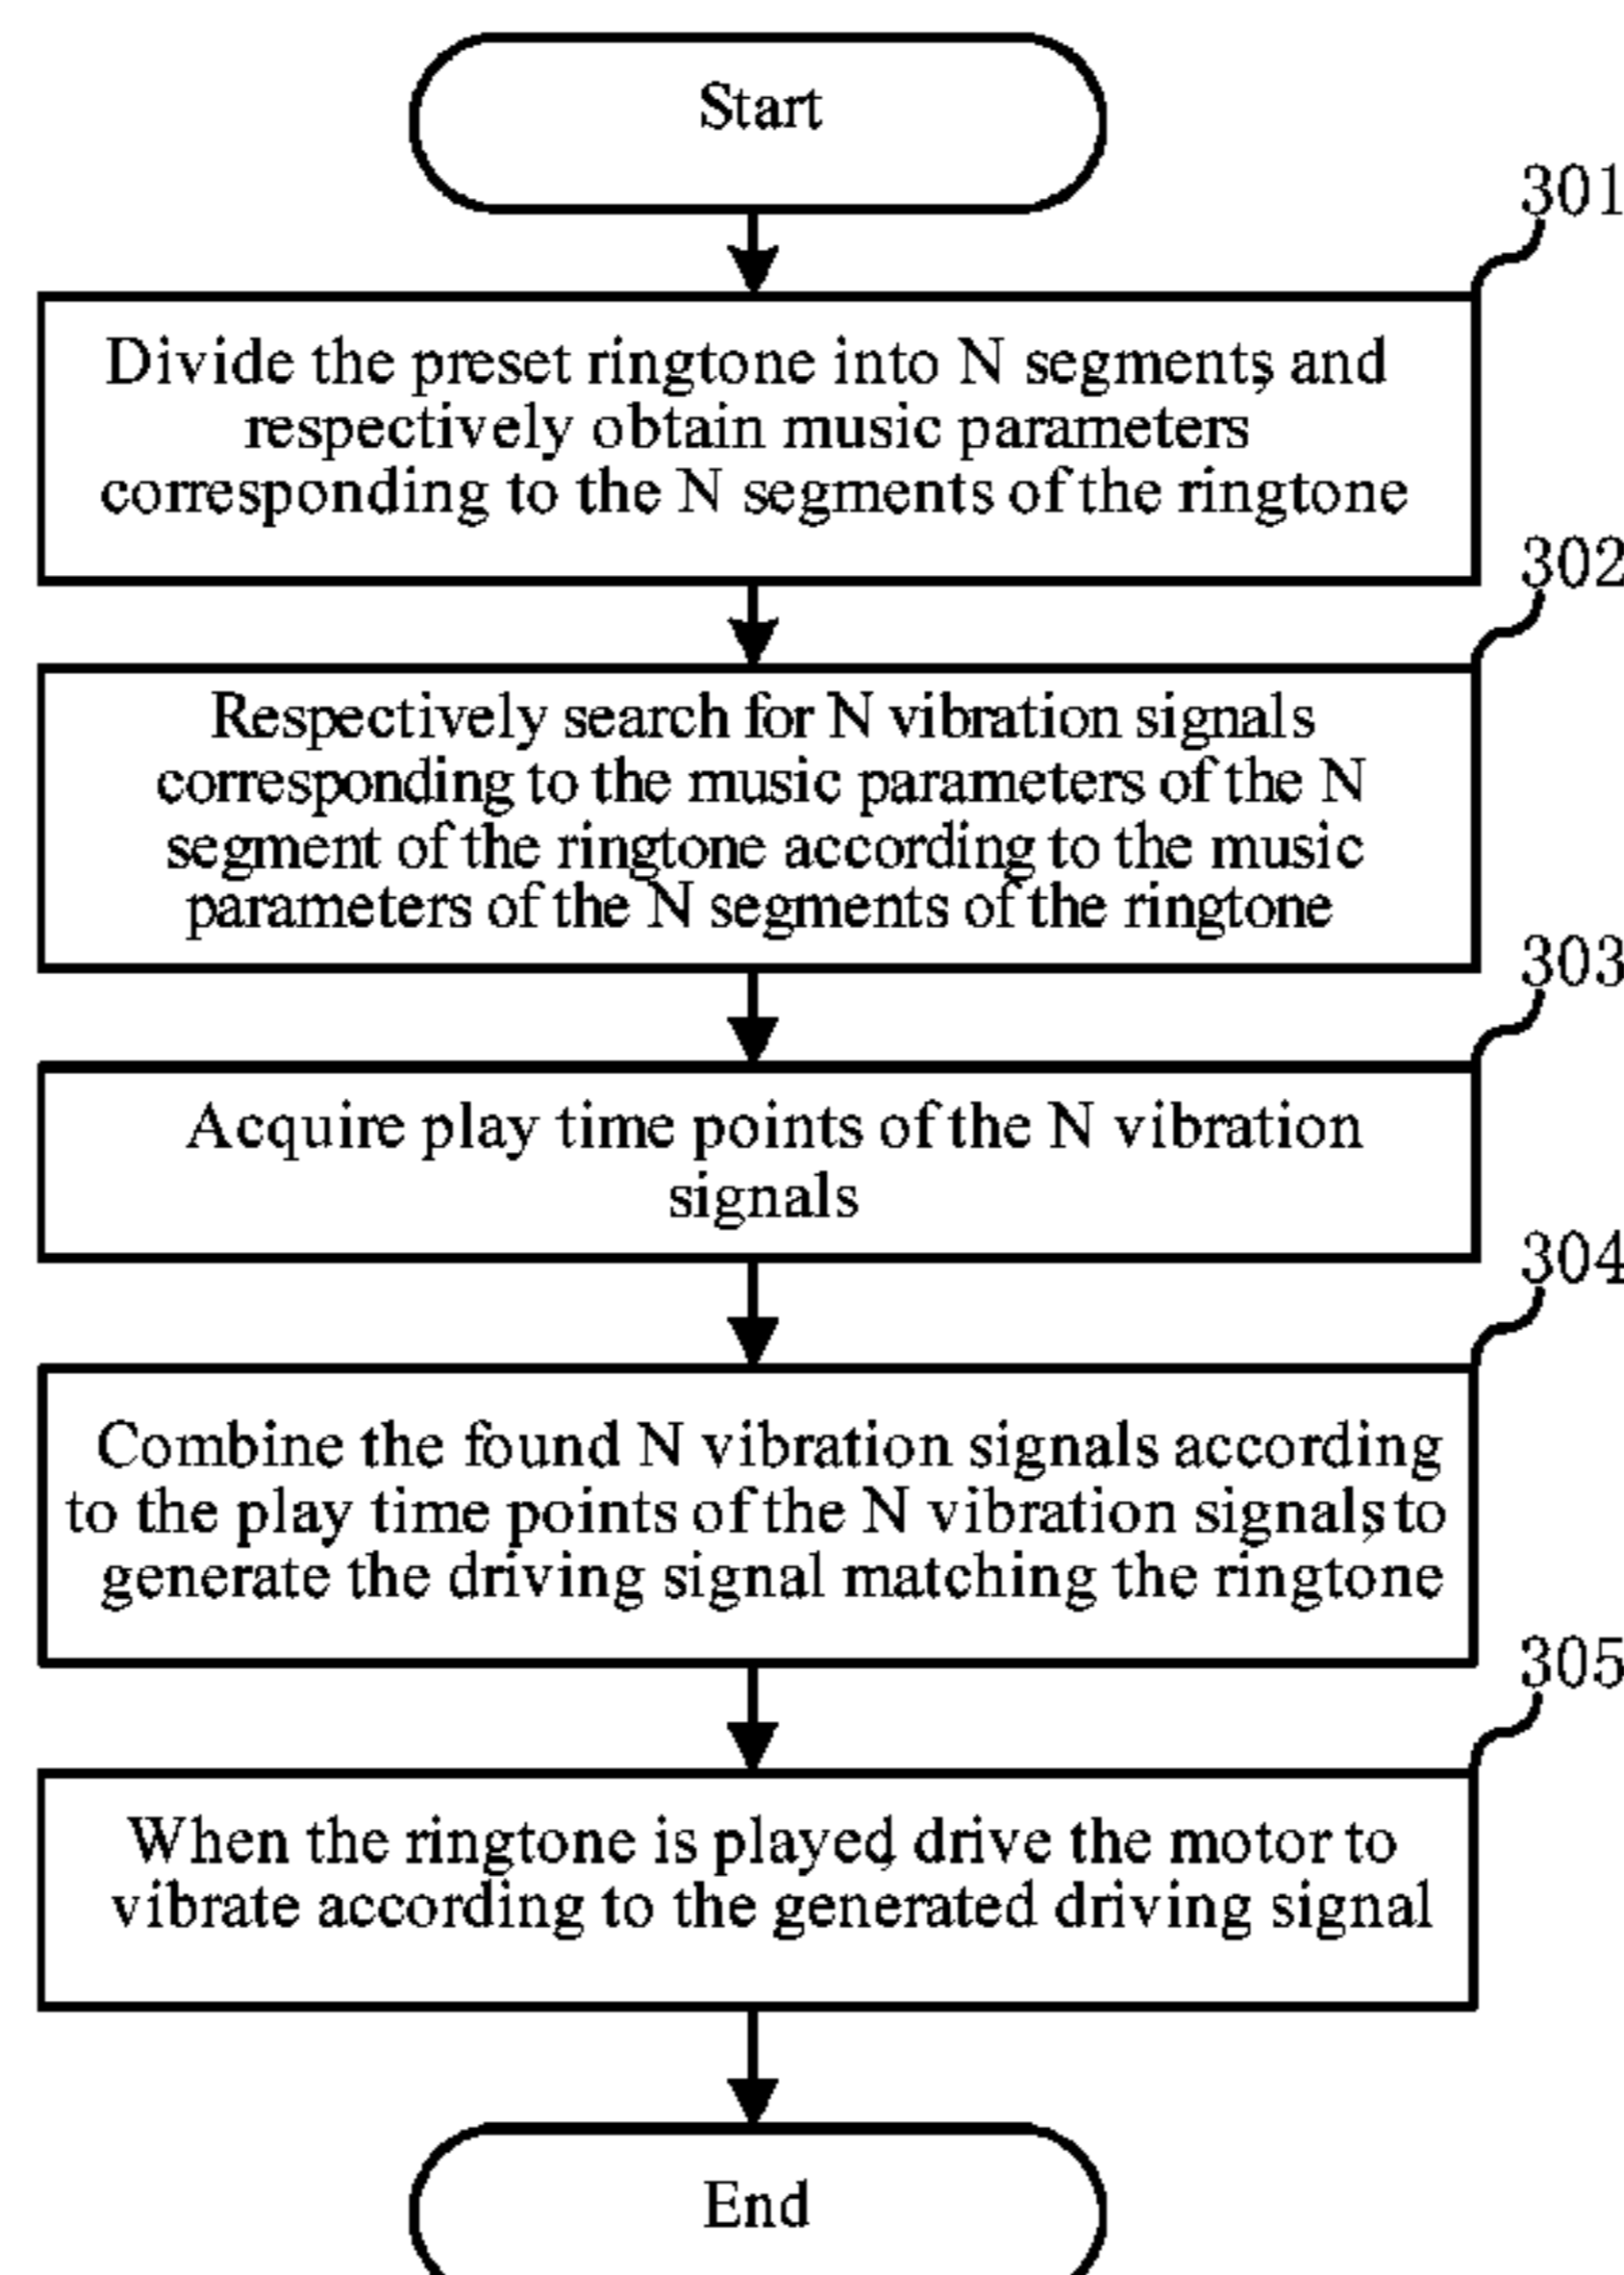 Start
301
Divide the preset ringtone into N segments, and
respectively obtain music parameters
corresponding to the N segments of the ringtone
302
Respectively search for N vibration signals
corresponding to the music parameters of the N
segment of the ringtone according to the music
parameters of the N segments of the ringtone
303
Acquire play time points of the N vibration
signals
304
Combine the found N vibration signals according
to the play time points of the N vibration signals, to
generate the driving signal matching the ringtone
305
When the ringtone is played, drive the motor to
vibrate according to the generated driving signal
End